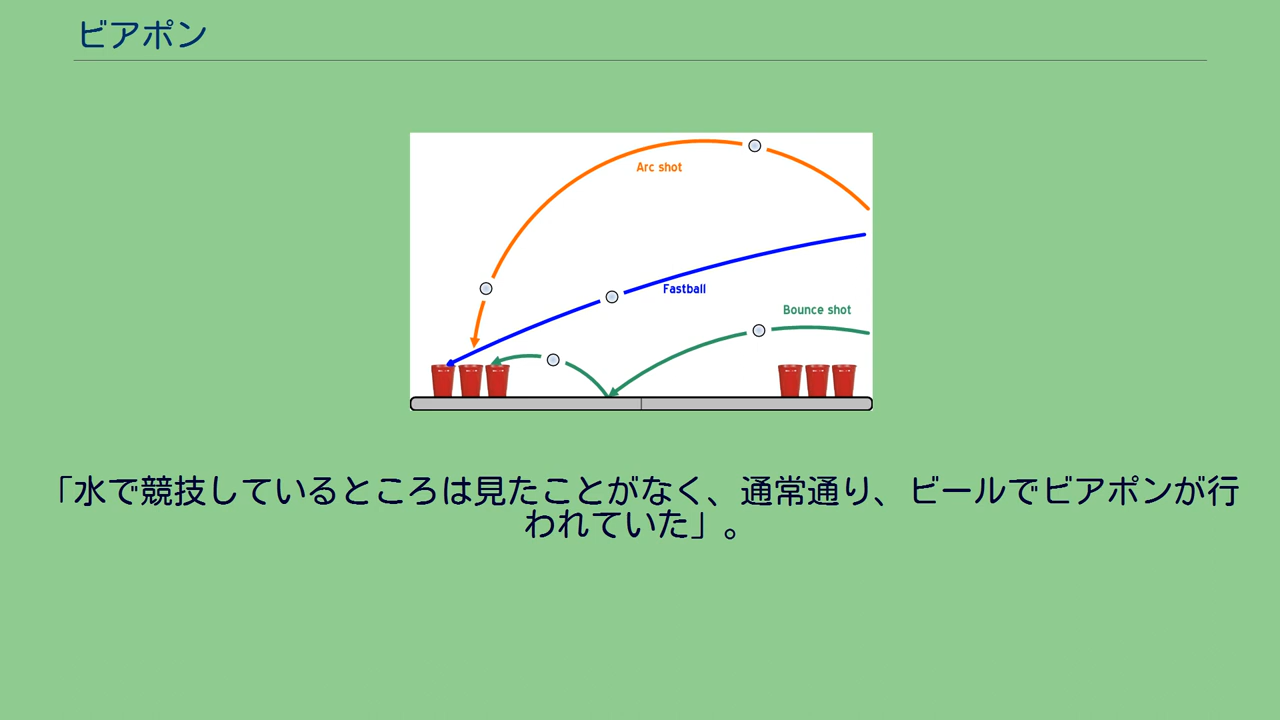 ビアポン
Arc shot
Fastball
Bounce shot
「水で競技しているところは見たことがなく、通常通り、ビールでビアポンが行
われていた」。